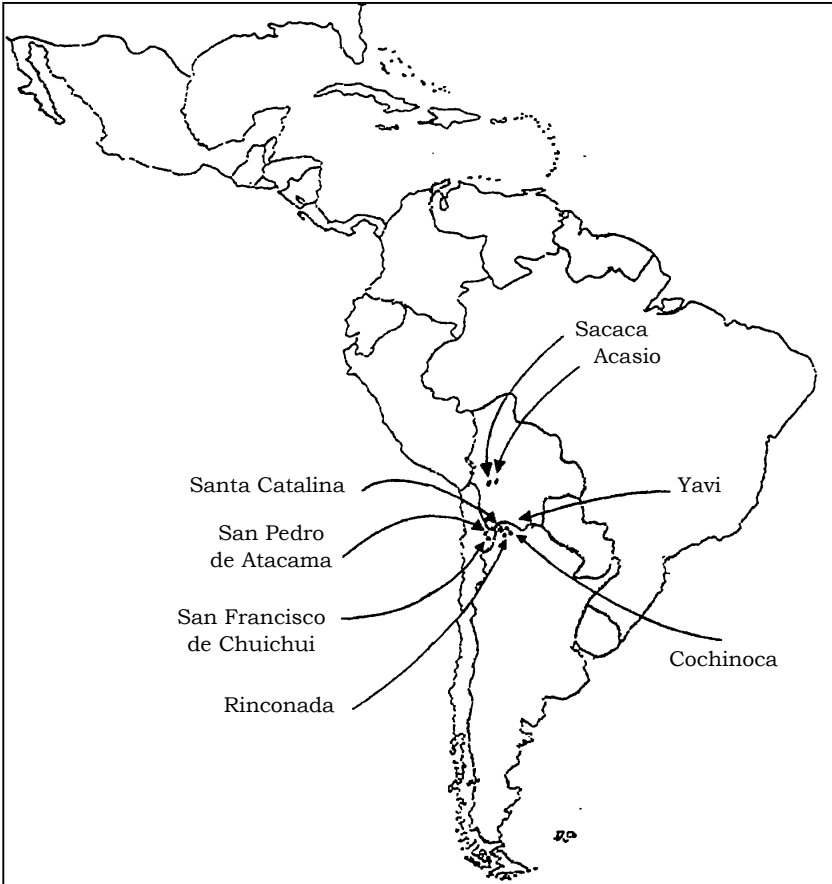 Sacaca
Acasio
Santa Catalina
Yavi
San Pedro
de Atacama
San Francisco
de Chuichui
Cochinoca
Rinconada